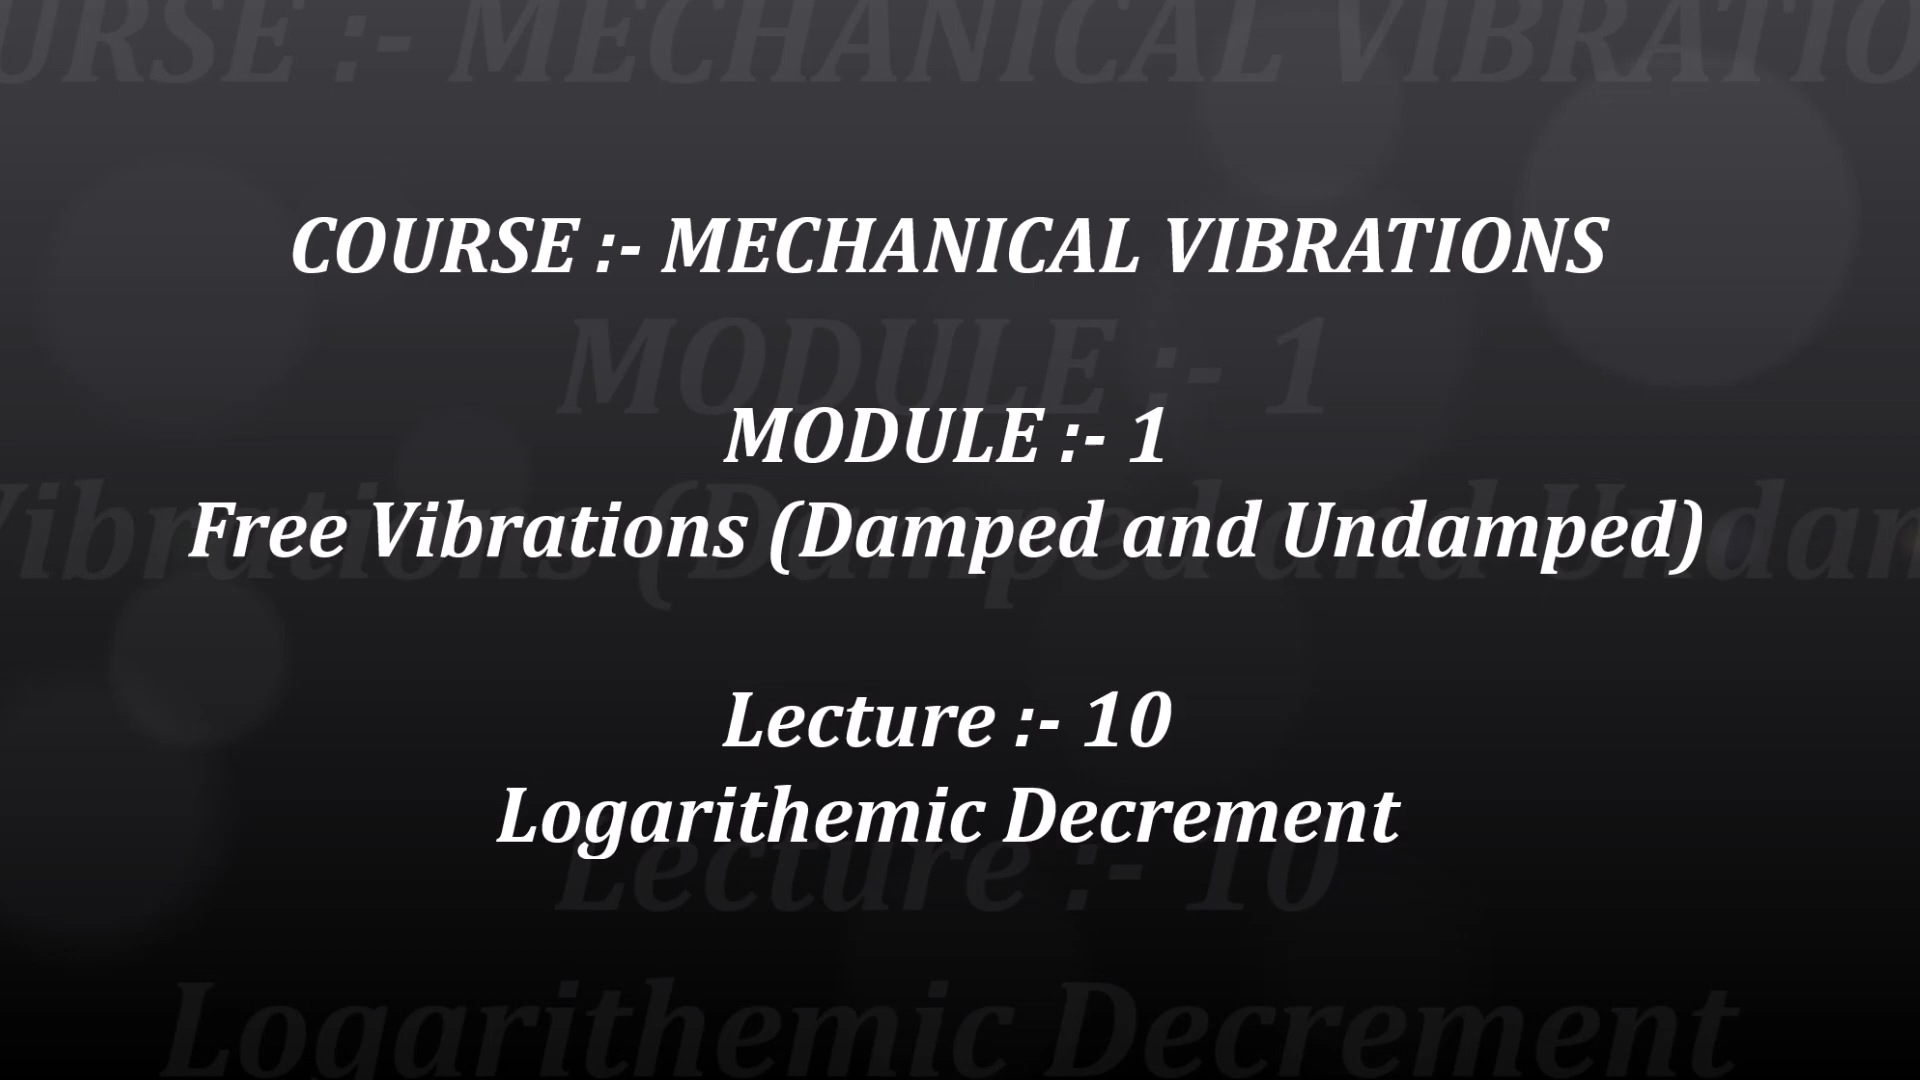 COURSE :- MECHANICAL VIBRATIONS
MODULE :- 1
Free Vibrations (Damped and Undamped)
Lecture :- 10
Logarithemic Decrement